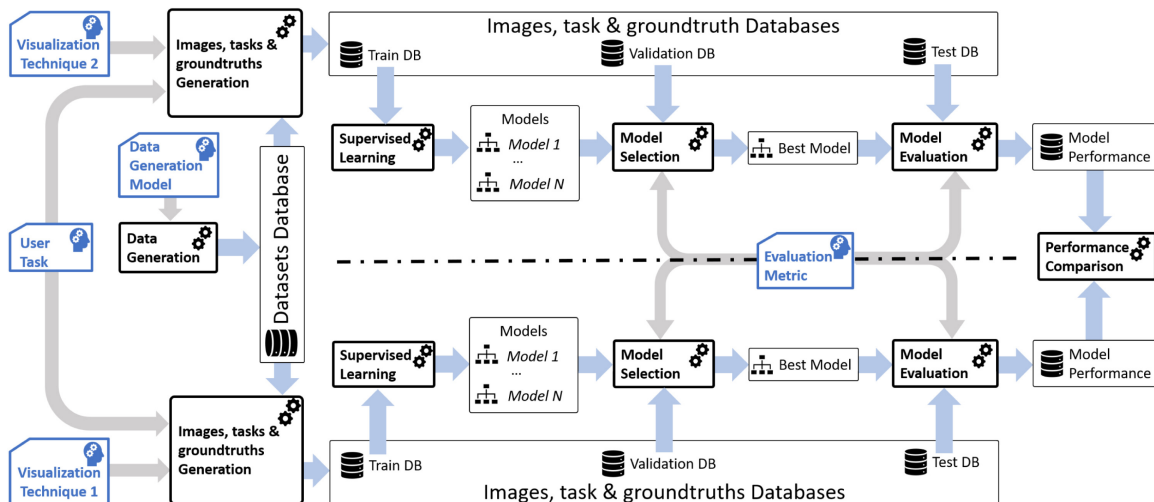 Visualization
Technique 2
Images, tasks &
groundtruths
Generation
Images, task & groundtruth Databases
Train DB
Validation DB
Test DB
Supervised
Learning
Models
Model 1
...
Model N
Model
Selection
Best Model
Model
Evaluation
Model
Performance
Data
Generation
Model
User
Task
Data
Generation
Datasets Database
Evaluation
Metric
Performance
Comparison
Supervised
Learning
Models
Model 1
...
Model N
Model
Selection
Best Model
Model
Evaluation
Model
Performance
Visualization
Technique 1
Images, tasks &
groundtruths
Generation
Train DB
Validation DB
Test DB
Images, task & groundtruths Databases